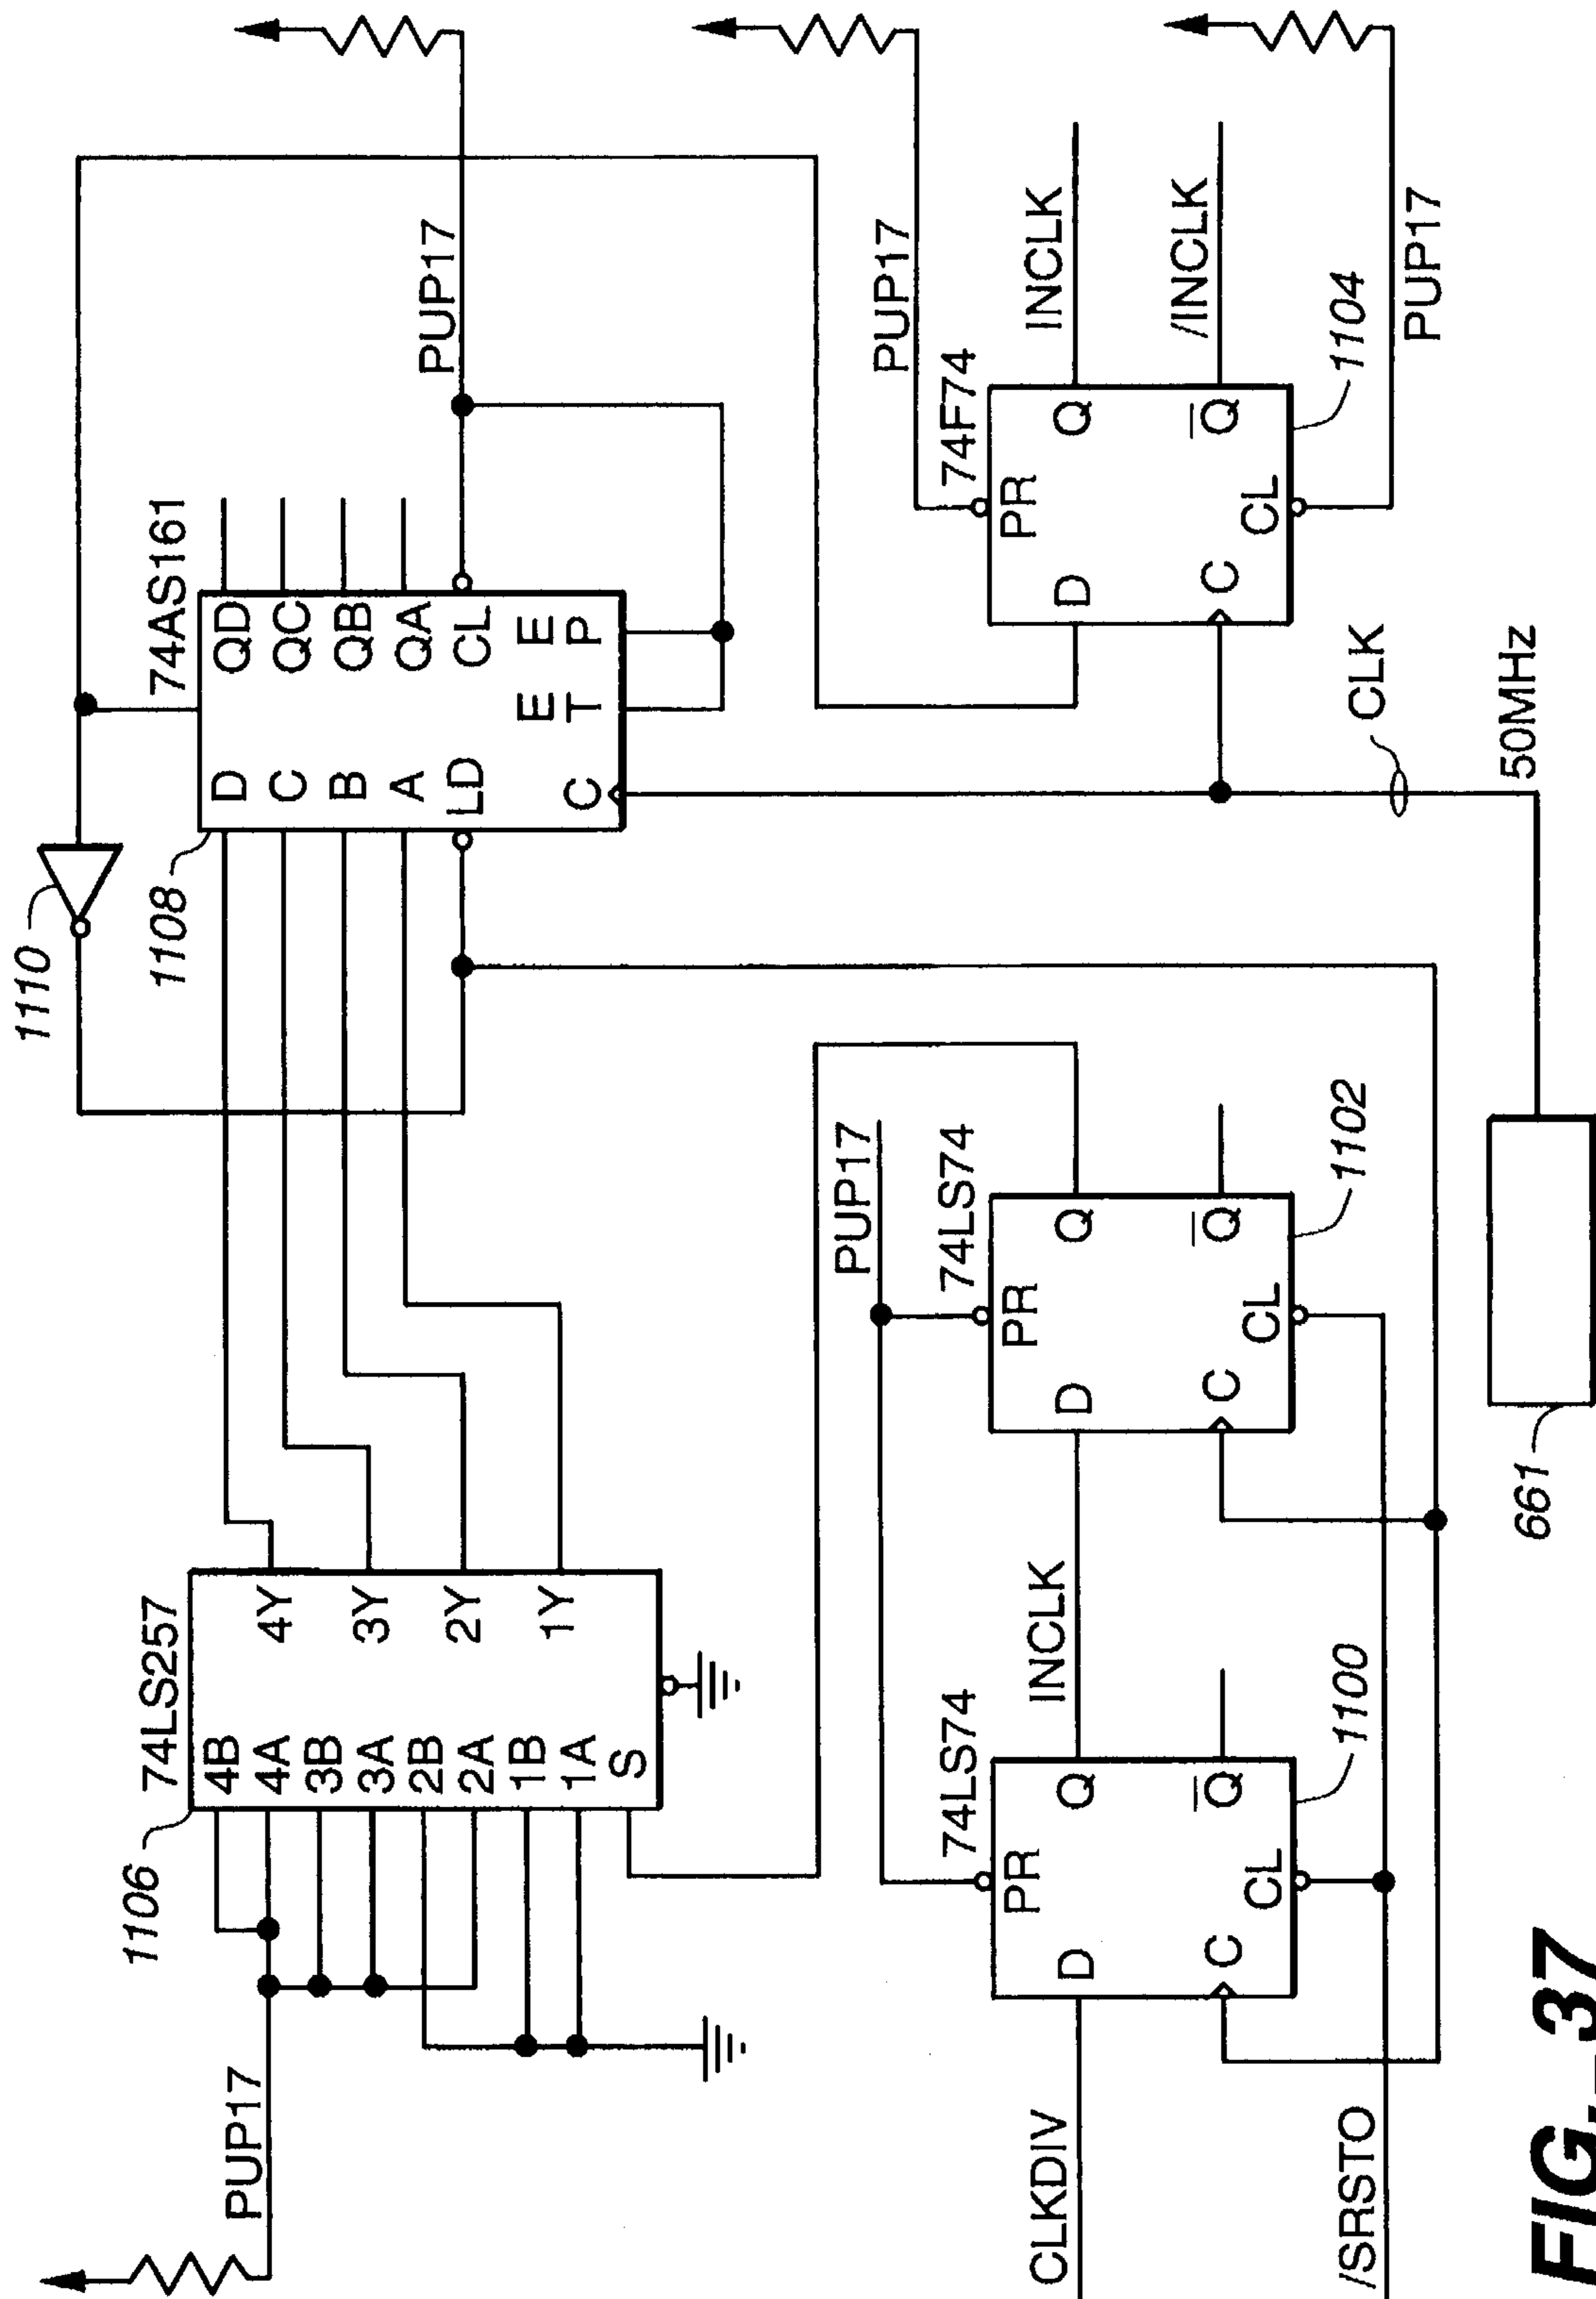 PUP17
1106
74LS257
4B
4A
3B
3A
2B
2A
1B
1A
S
4Y
3Y
2Y
1Y
1110
1108
74AS161
D
C
B
A
LD
C
QD
QC
QB
QA
CL
E
P
E
T
PUP17
CLKDIV
/SRSTO
74LS74
PR
D
Q
C
Q
CL
1100
INCLK
PUP17
74LS74
PR
D
Q
C
Q
CL
1102
PUP17
74F74
PR
D
Q
C
Q
CL
1104
INCLK
/INCLK
PUP17
CLK
50MHz
661
FIG._37